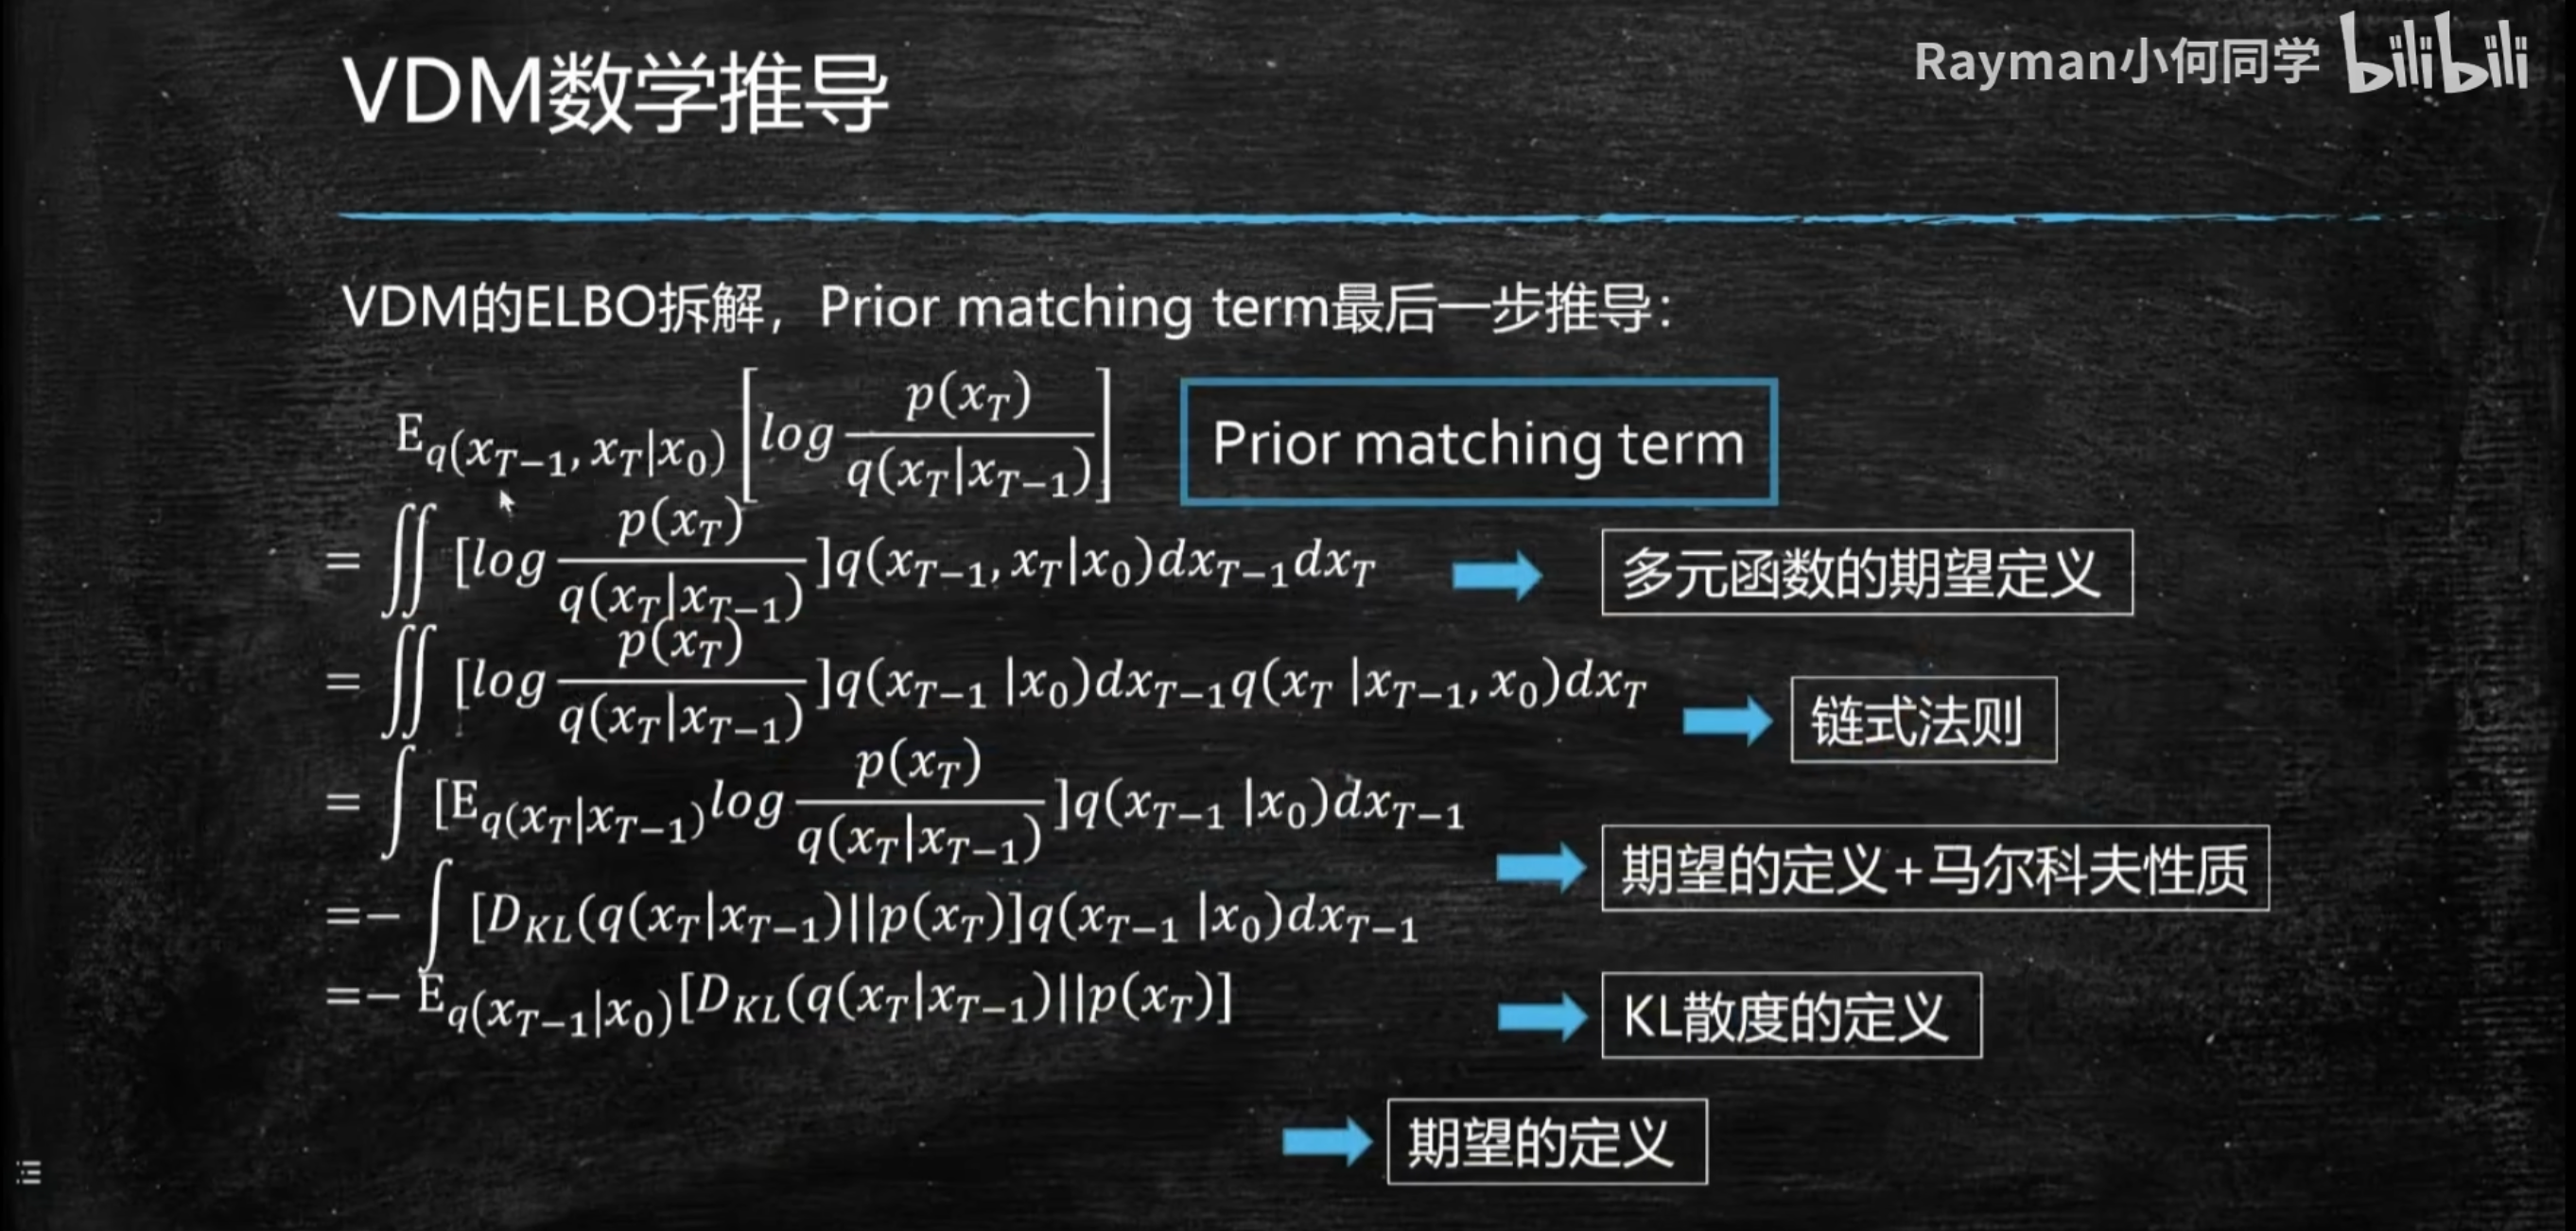 Rayman小何同学 bilibili
VDM数学推导
VDM的ELBO拆解，Prior matching term最后一步推导：
E_{q(x_{T-1}, x_T|x_0)} [log \frac{p(x_T)}{q(x_T|x_{T-1})}] Prior matching term
= ∬ [log \frac{p(x_T)}{q(x_T|x_{T-1})}]q(x_{T-1}, x_T|x_0)dx_{T-1}dx_T 多元函数的期望定义
= ∬ [log \frac{p(x_T)}{q(x_T|x_{T-1})}]q(x_{T-1} |x_0)dx_{T-1}q(x_T |x_{T-1}, x_0)dx_T 链式法则
= ∫ [E_{q(x_T|x_{T-1})}log \frac{p(x_T)}{q(x_T|x_{T-1})}]q(x_{T-1} |x_0)dx_{T-1}
期望的定义+马尔科夫性质
=− ∫ [D_{KL}(q(x_T|x_{T-1})||p(x_T)]q(x_{T-1} |x_0)dx_{T-1}
=− E_{q(x_{T-1}|x_0)}[D_{KL}(q(x_T|x_{T-1})||p(x_T)] KL散度的定义
期望的定义